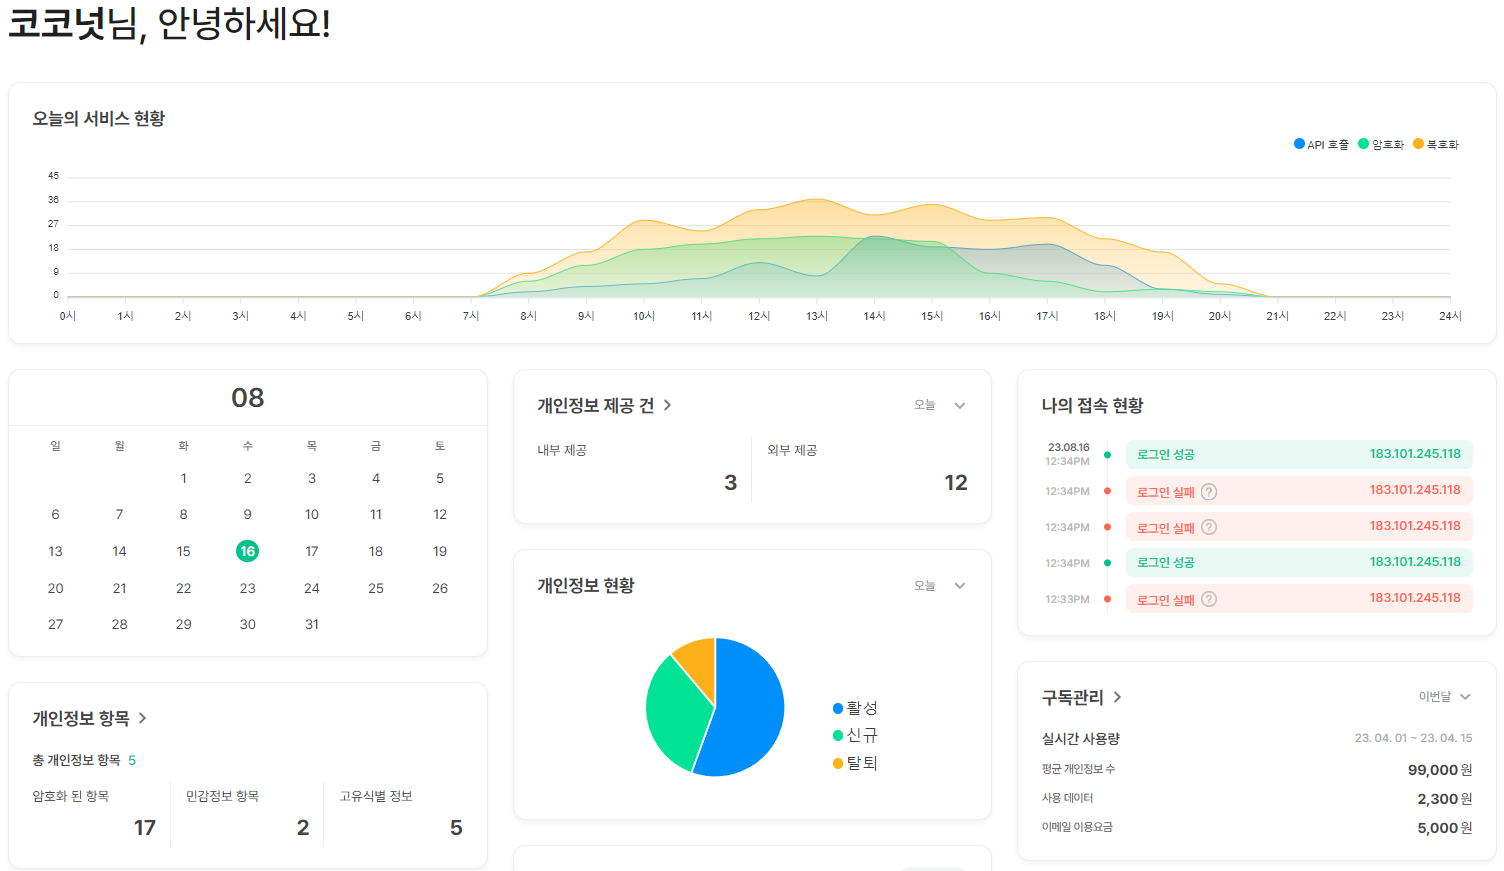 코코넛님, 안녕하세요!
오늘의 서비스 현황
API 호출 암호화 복호화
45
36
27
18
9
0
0시 1시 2시 3시 4시 5시 6시 7시 8시 9시 10시 11시 12시 13시 14시 15시 16시 17시 18시 19시 20시 21시 22시 23시 24시
08
일 월 화 수 목 금 토
1 2 3 4 5
6 7 8 9 10 11 12
13 14 15 16 17 18 19
20 21 22 23 24 25 26
27 28 29 30 31
개인정보 항목
총 개인정보 항목 5
암호화 된 항목 민감정보 항목 고유식별 정보
17 2 5
개인정보 제공 건 오늘
내부 제공 외부 제공
3 12
개인정보 현황 오늘
활성
신규
탈퇴
나의 접속 현황
23.08.16
12:34PM 로그인 성공 183.101.245.118
12:34PM 로그인 실패 ? 183.101.245.118
12:34PM 로그인 실패 ? 183.101.245.118
12:34PM 로그인 성공 183.101.245.118
12:33PM 로그인 실패 ? 183.101.245.118
구독관리 이번달
실시간 사용량 23. 04. 01 ~ 23. 04. 15
평균 개인정보 수 99,000 원
사용 데이터 2,300 원
이메일 이용요금 5,000 원